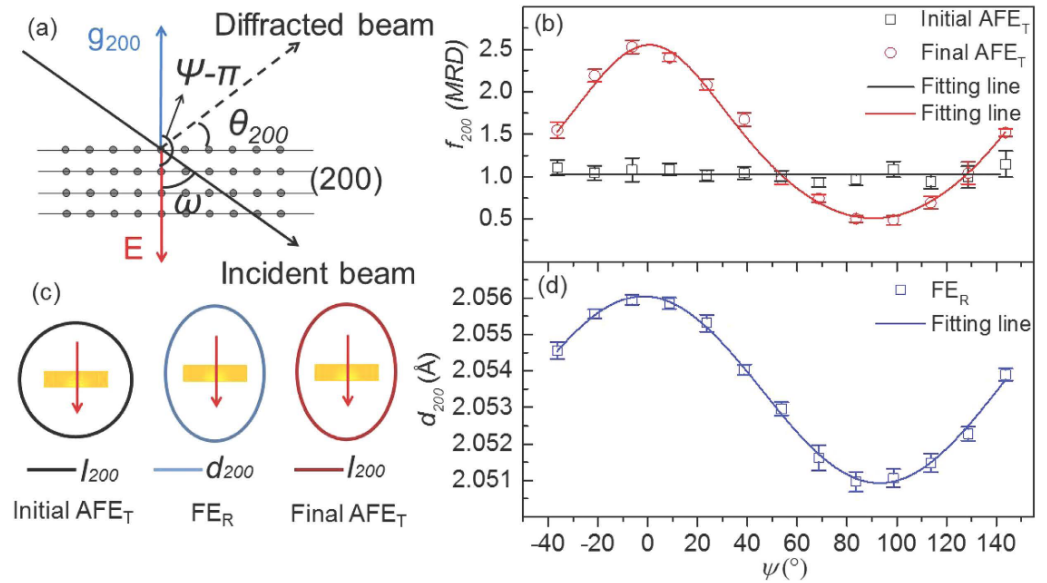 (a)
g200
Diffracted beam
Ψ-π
θ200
(200)
ω
E
Incident beam
(b)
Initial AFET
Final AFET
Fitting line
Fitting line
f200 (MRD)
2.5
2.0
1.5
1.0
0.5
(c)
I200
d200
I200
Initial AFET
FER
Final AFET
(d)
FER
Fitting line
d200 (Å)
2.056
2.055
2.054
2.053
2.052
2.051
-40 -20 0 20 40 60 80 100 120 140
ψ(°)